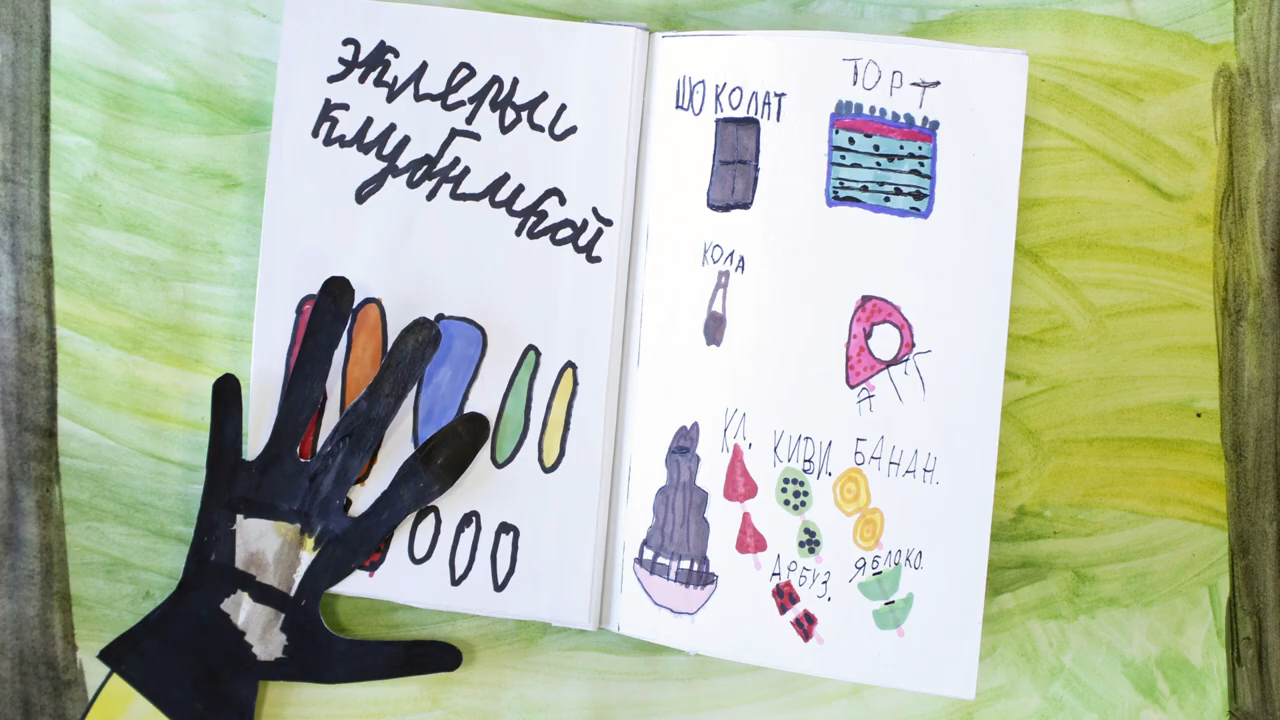 эклеры с
клубникой
ШОКОЛАТ
ТОРТ
КОЛА
КЛ. КИВИ. БАНАН.
АРБУЗ. ЯБЛОКО.